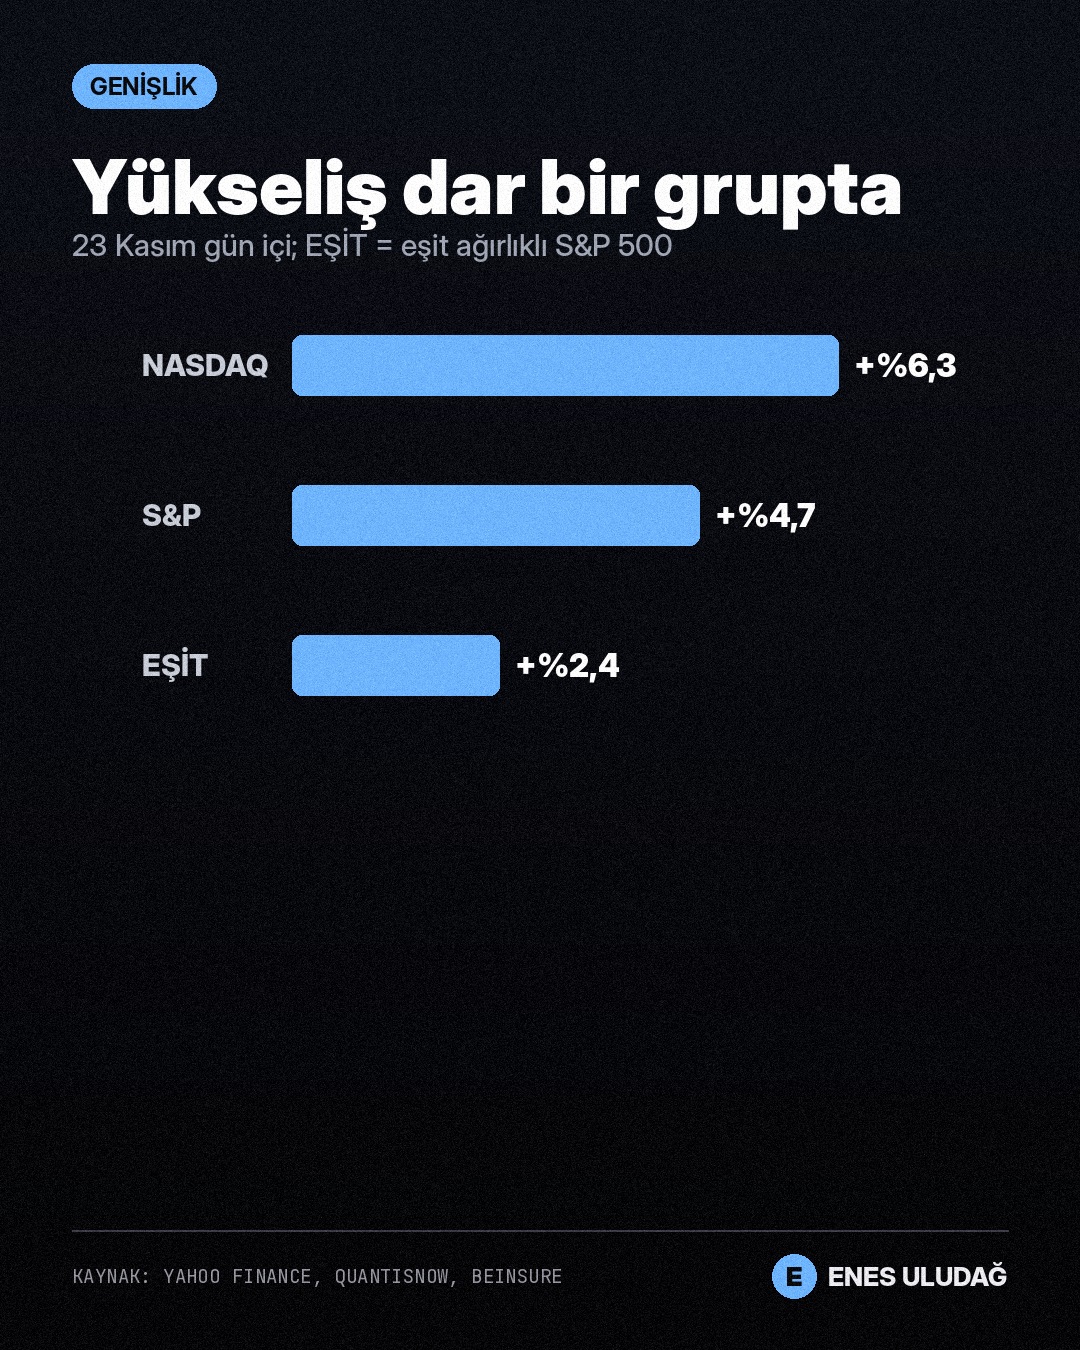 GENİŞLİK
Yükseliş dar bir grupta
23 Kasım gün içi; EŞİT = eşit ağırlıklı S&P 500
NASDAQ +%6,3
S&P +%4,7
EŞİT +%2,4
KAYNAK: YAHOO FINANCE, QUANTISNOW, BEINSURE
E ENES ULUDAĞ